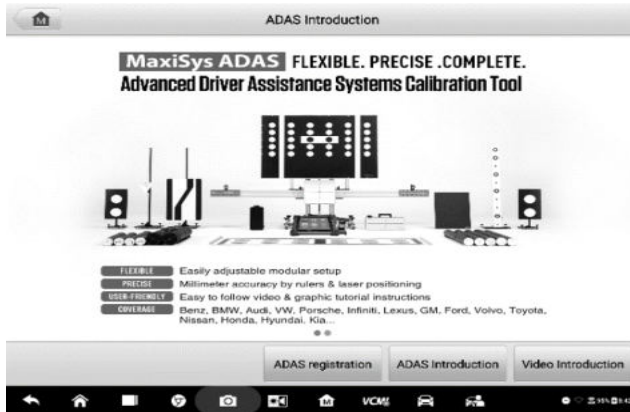 ADAS Introduction
MaxiSys ADAS FLEXIBLE. PRECISE .COMPLETE.
Advanced Driver Assistance Systems Calibration Tool
FLEXIBLE Easily adjustable modular setup
PRECISE Millimeter accuracy by rulers & laser positioning
USER-FRIENDLY Easy to follow video & graphic tutorial instructions
COVERAGE Benz, BMW, Audi, VW, Porsche, Infiniti, Lexus, GM, Ford, Volvo, Toyota,
Nissan, Honda, Hyundai, Kia...
ADAS registration ADAS Introduction Video Introduction
M VCMI